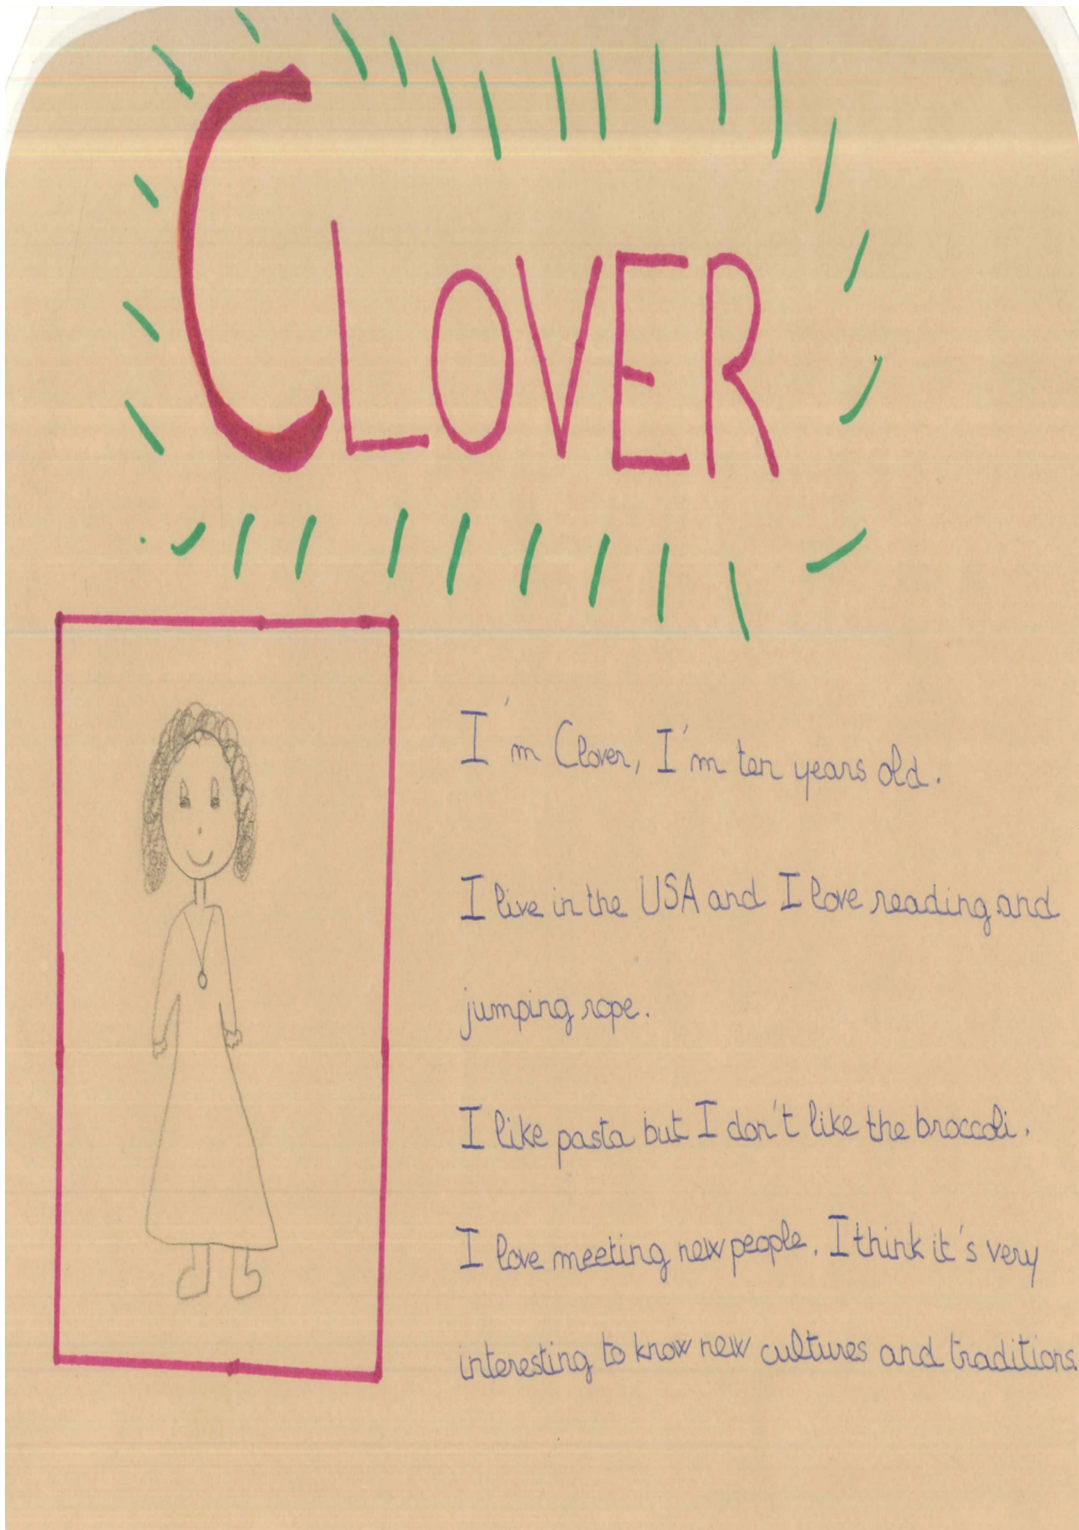 CLOVER
I'm Clover, I'm ten years old.
I live in the USA and I love reading and
jumping rope.
I like pasta but I don't like the broccoli.
I love meeting new people. I think it's very
interesting to know new cultures and traditions.